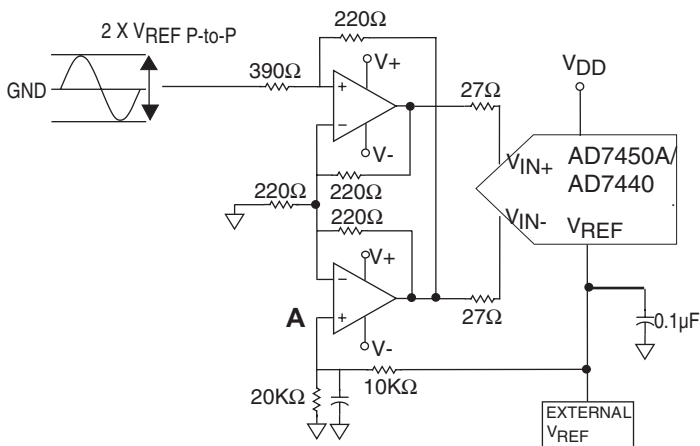 2 X VREF P-to-P
GND
390Ω
220Ω
V+
+
−
V-
27Ω
VDD
220Ω
220Ω
220Ω
VIN+
AD7450A/
AD7440
VIN-
VREF
V+
−
A
+
V-
27Ω
0.1µF
20KΩ
10KΩ
EXTERNAL
VREF